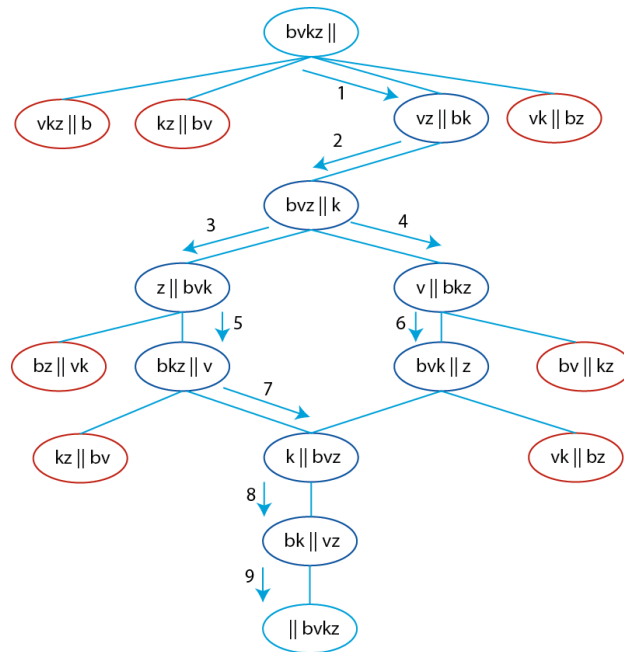 bvkz ||
1
vkz || b
kz || bv
vz || bk
vk || bz
2
bvz || k
3
4
z || bvk
v || bkz
5
6
bz || vk
bkz || v
bvk || z
bv || kz
7
kz || bv
k || bvz
vk || bz
8
bk || vz
9
|| bvkz